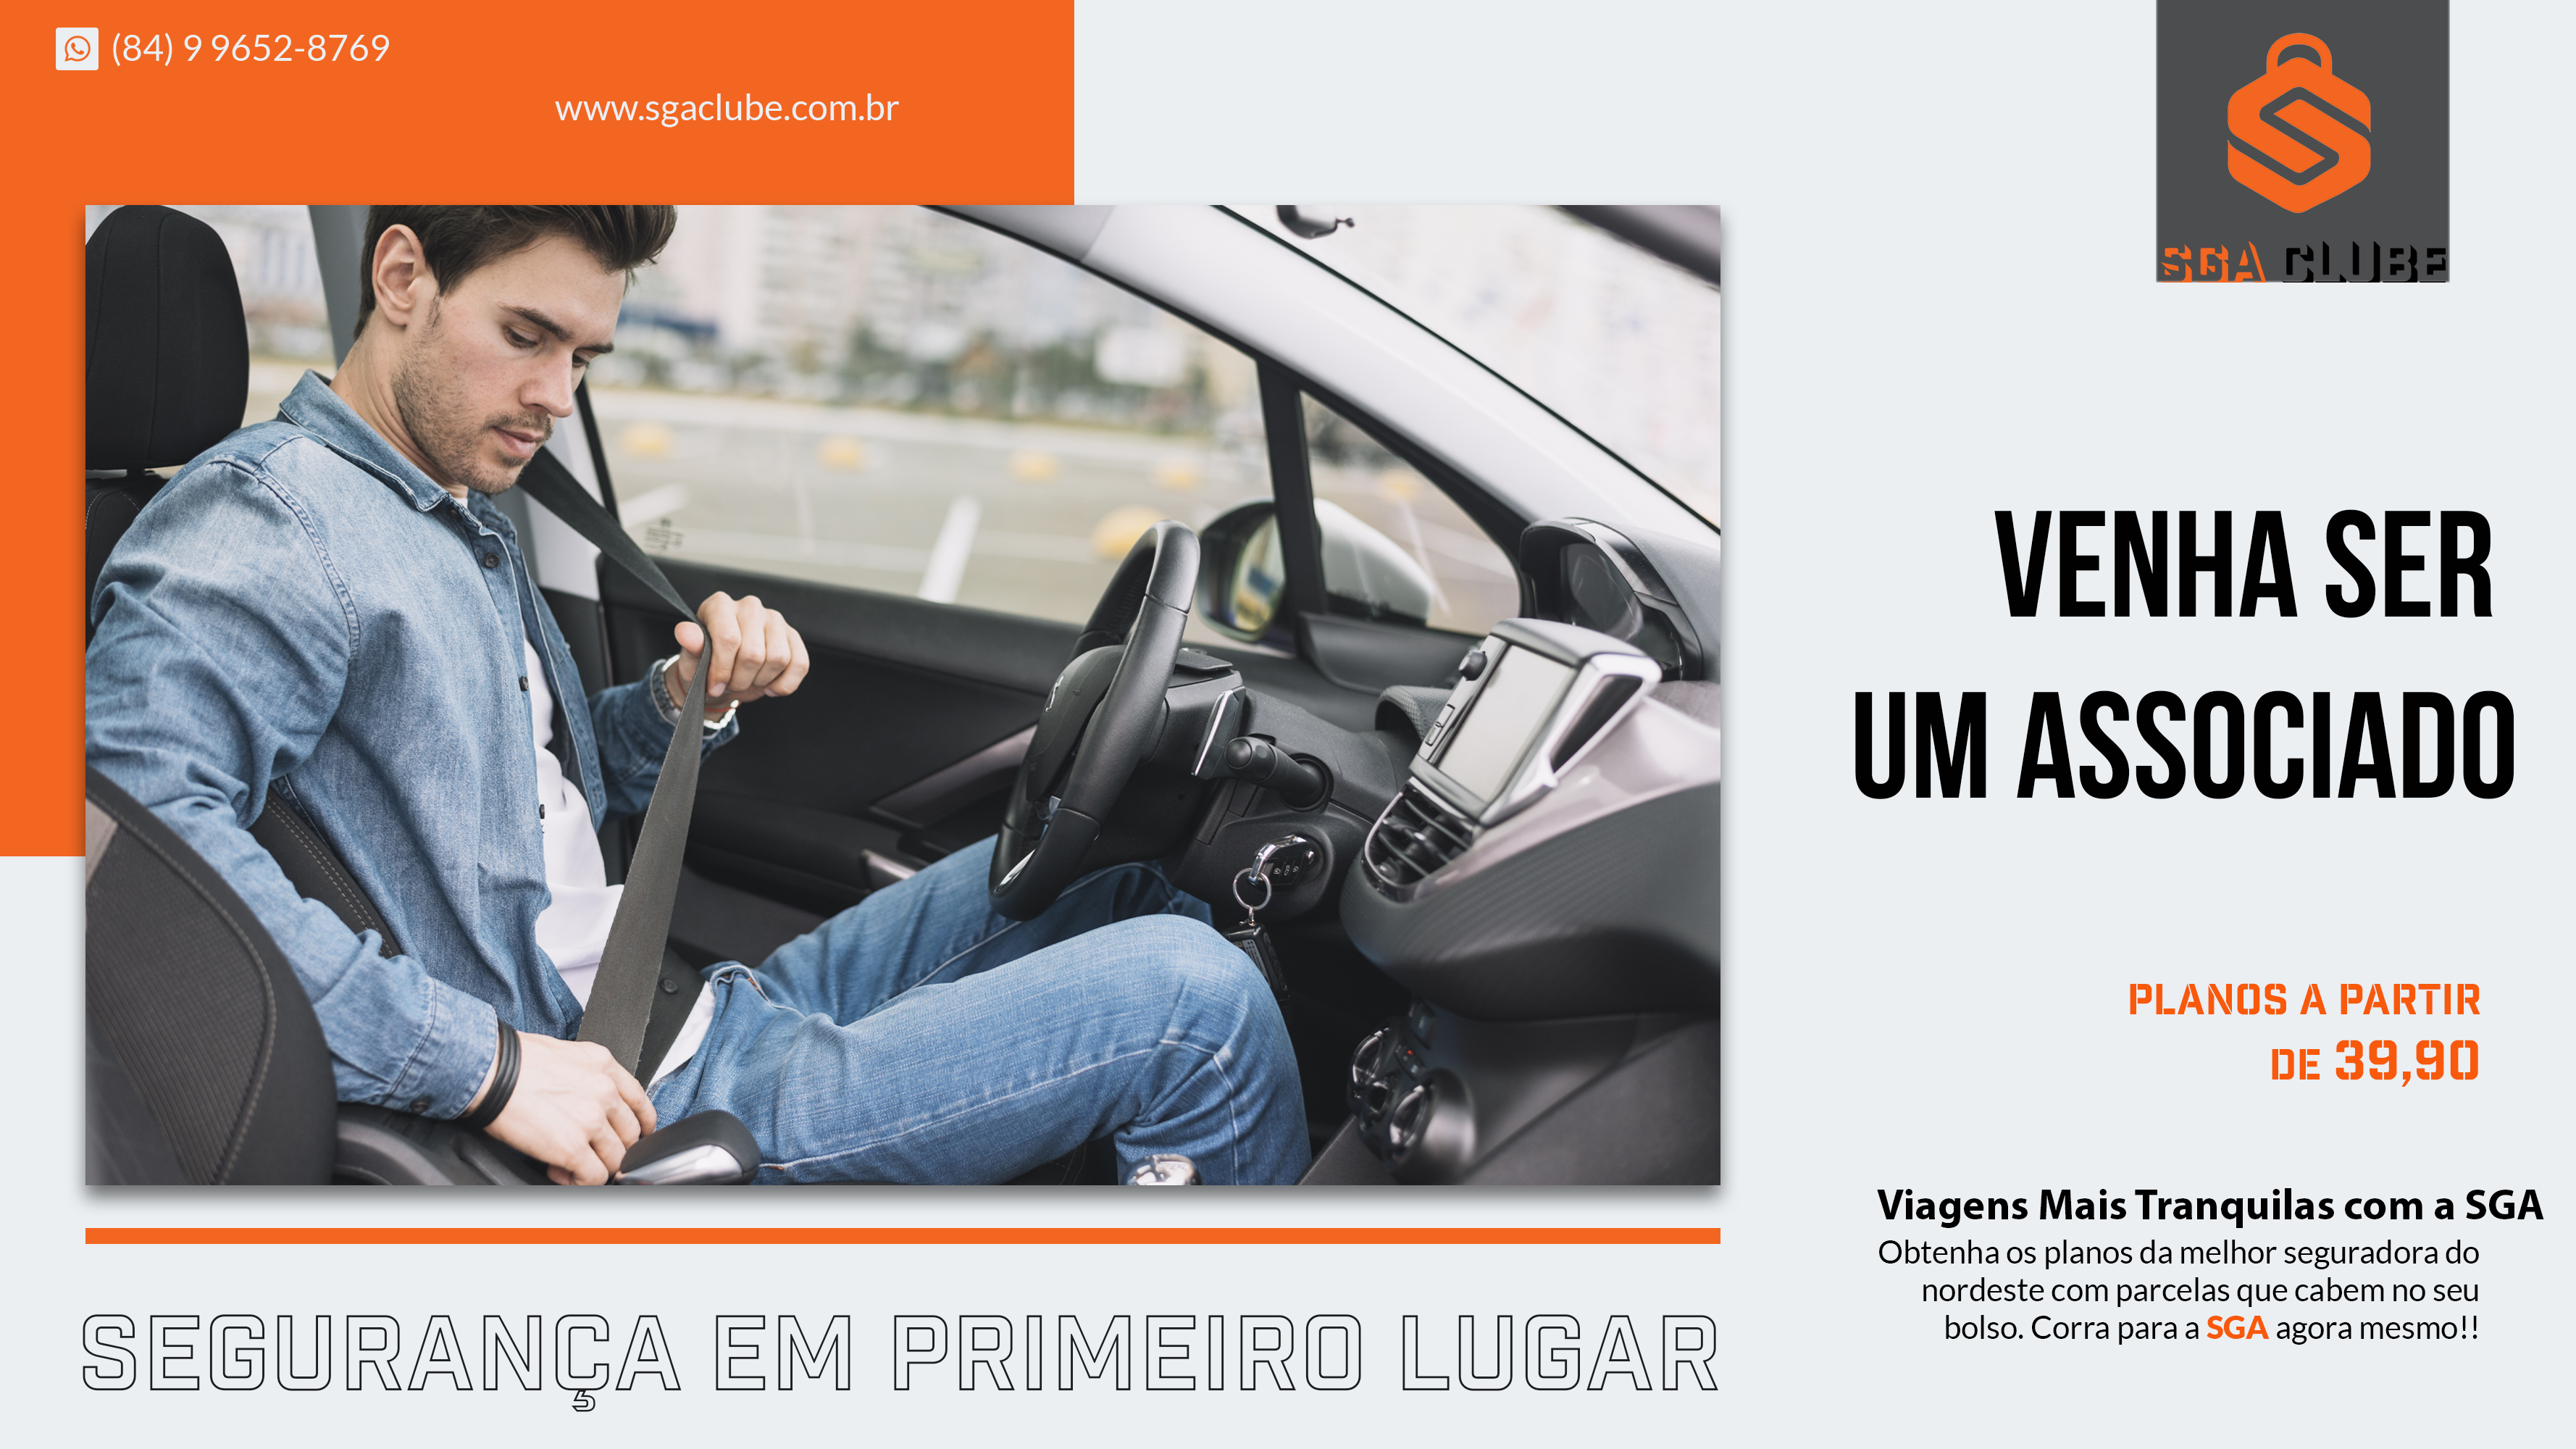 (84) 9 9652-8769
www.sgaclube.com.br
SGA CLUBE
VENHA SER
UM ASSOCIADO
PLANOS A PARTIR
DE 39,90
Viagens Mais Tranquilas com a SGA
Obtenha os planos da melhor seguradora do
nordeste com parcelas que cabem no seu
bolso. Corra para a SGA agora mesmo!!
SEGURANÇA EM PRIMEIRO LUGAR